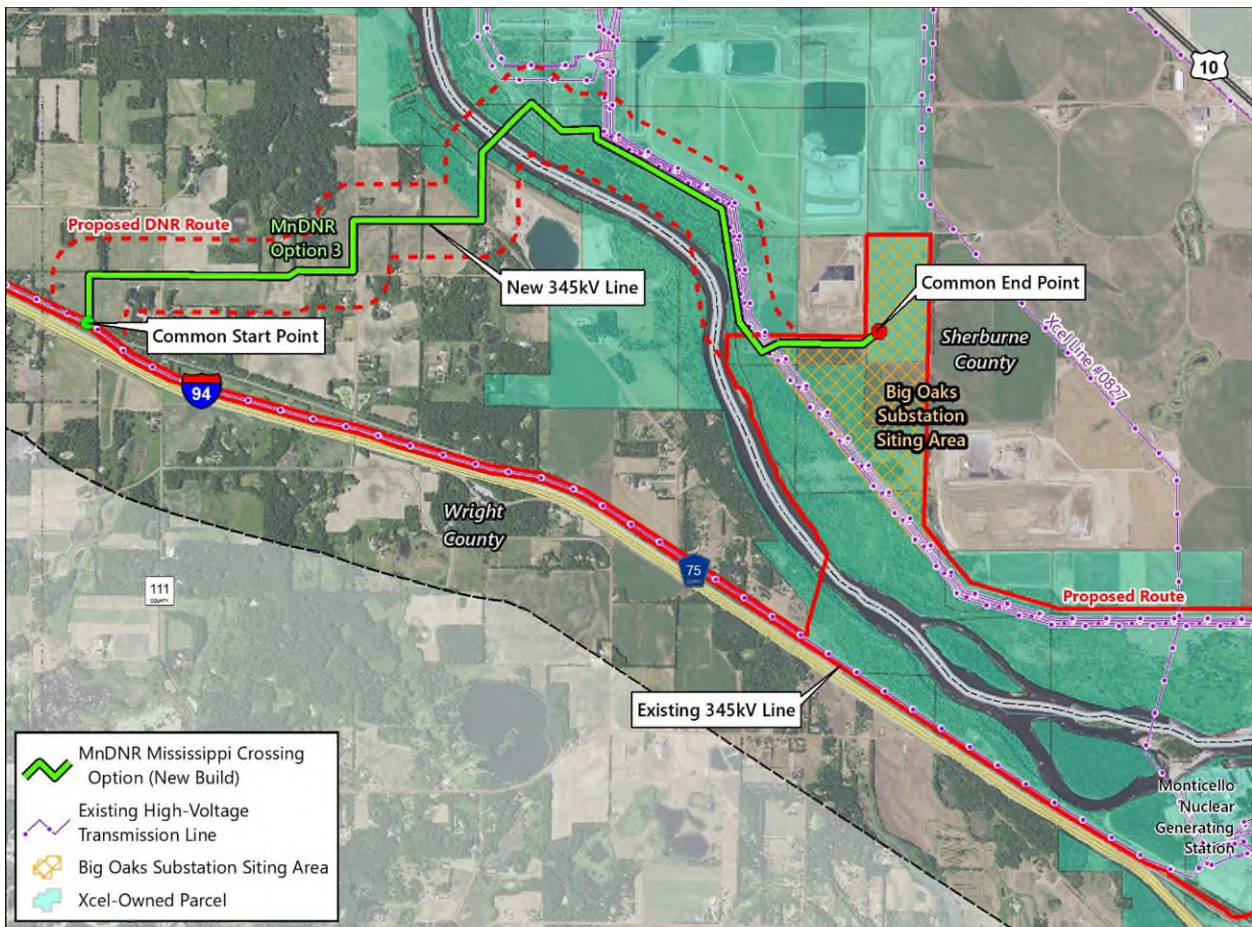 10
Proposed DNR Route
MnDNR
Option 3
New 345kV Line
Common End Point
Common Start Point
Sherburne
County
Xcel Line #0827
94
Big Oaks
Substation
Siting Area
Wright
County
75
COUNTY
111
COUNTY
Proposed Route
Existing 345kV Line
Monticello
Nuclear
Generating
Station
MnDNR Mississippi Crossing
Option (New Build)
Existing High-Voltage
Transmission Line
Big Oaks Substation Siting Area
Xcel-Owned Parcel